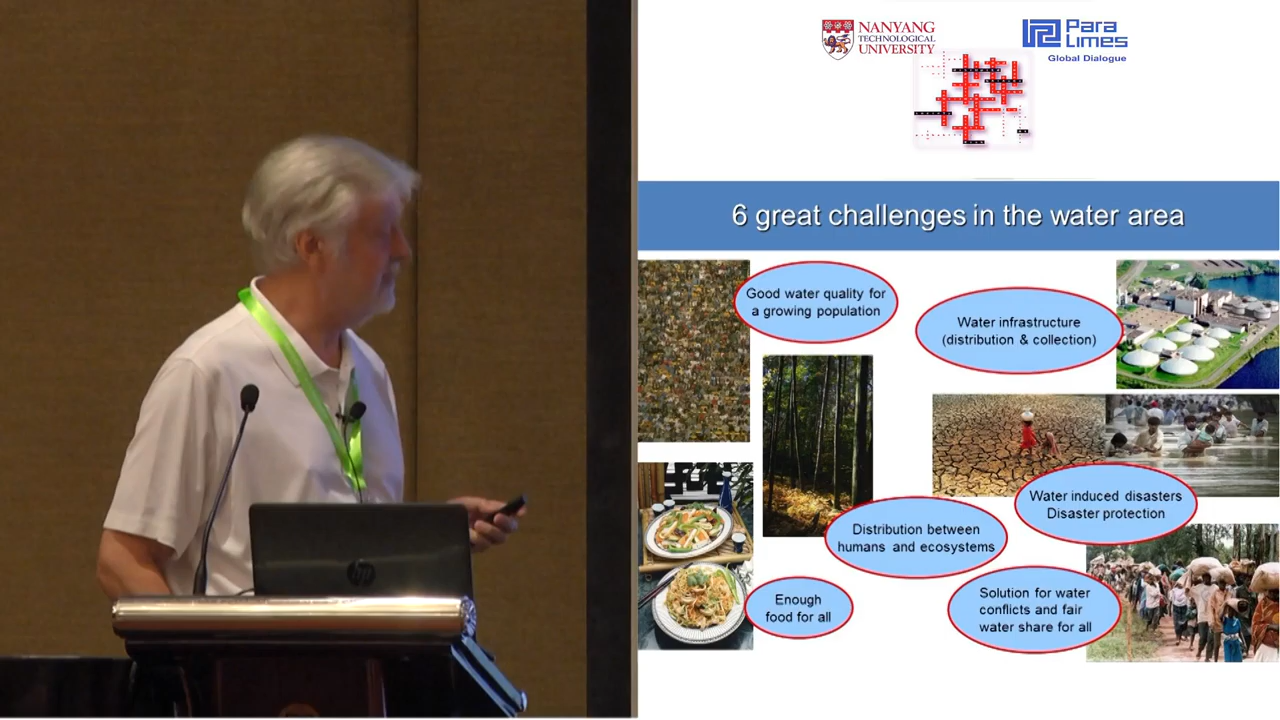 NANYANG
TECHNOLOGICAL
UNIVERSITY
Para
Limes
Global Dialogue
6 great challenges in the water area
Good water quality for
a growing population
Water infrastructure
(distribution & collection)
Water induced disasters
Disaster protection
Distribution between
humans and ecosystems
Enough
food for all
Solution for water
conflicts and fair
water share for all
hp